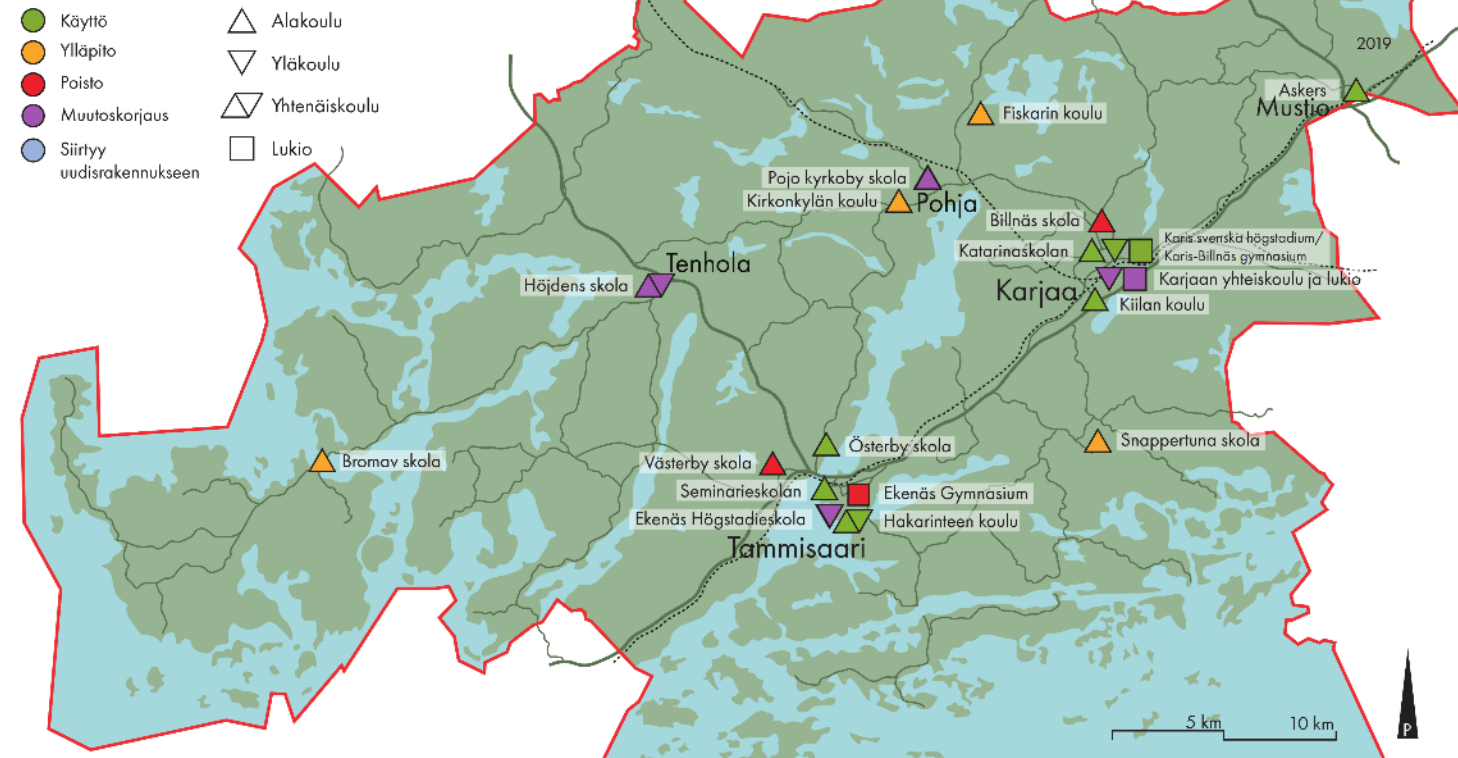 Käyttö
Ylläpito
Poisto
Muutoskorjaus
Siirtyy
uudisrakennukseen
Alakoulu
Yläkoulu
Yhtenäiskoulu
Lukio
2019
Askers
Mustio
Fiskarin koulu
Pojo kyrkoby skola
Kirkonkylän koulu
Pohja
Billnäs skola
Katarinaskolan
Karis svenska högstadium/
Karis-Billnäs gymnasium
Karjaan yhteiskoulu ja lukio
Karjaa
Kiilan koulu
Tenhola
Höjdens skola
Bromav skola
Österby skola
Snappertuna skola
Västerby skola
Seminarieskolan
Ekenäs Gymnasium
Ekenäs Högstadieskola
Hakarinteen koulu
Tammisaari
5 km
10 km
P